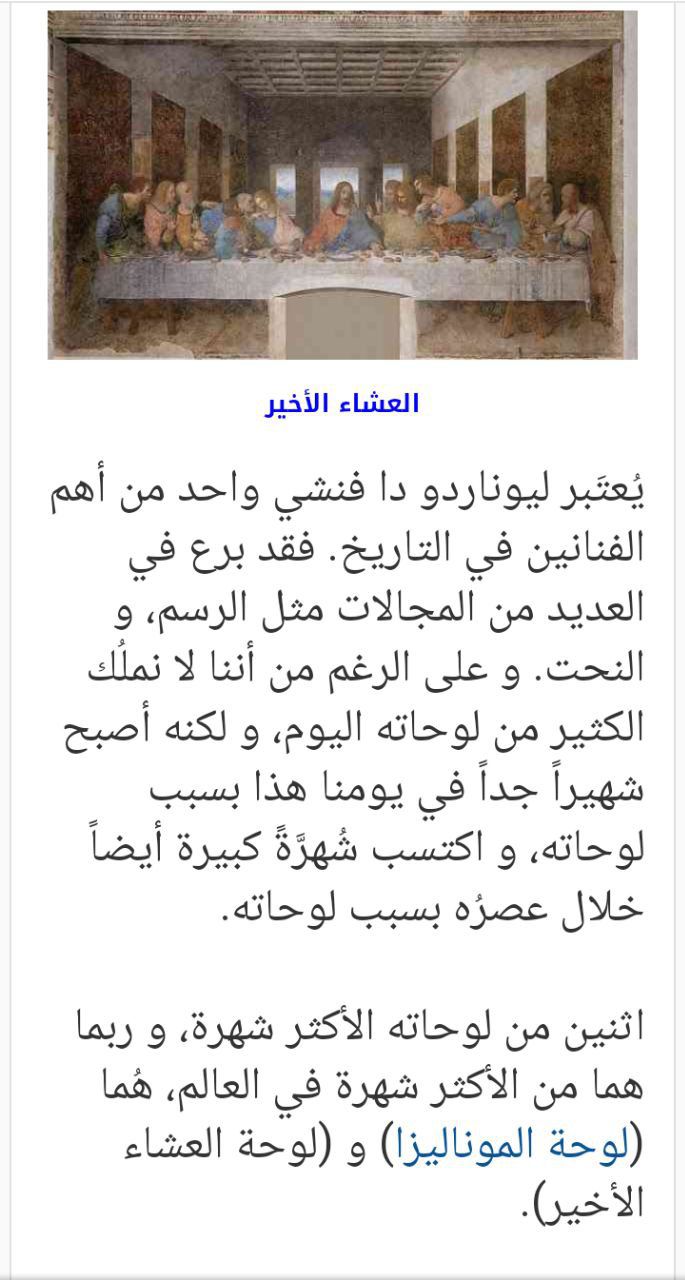 العشاء الأخير
يُعتَبر ليوناردو دا فنشي واحد من أهم
الفنانين في التاريخ. فقد برع في
العديد من المجالات مثل الرسم، و
النحت. و على الرغم من أننا لا نملُك
الكثير من لوحاته اليوم، و لكنه أصبح
شهيراً جداً في يومنا هذا بسبب
لوحاته، و اكتسب شُهرَّةً كبيرة أيضاً
خلال عصرُه بسبب لوحاته.
اثنين من لوحاته الأكثر شهرة، و ربما
هما من الأكثر شهرة في العالم، هُما
(لوحة الموناليزا) و (لوحة العشاء
الأخير).